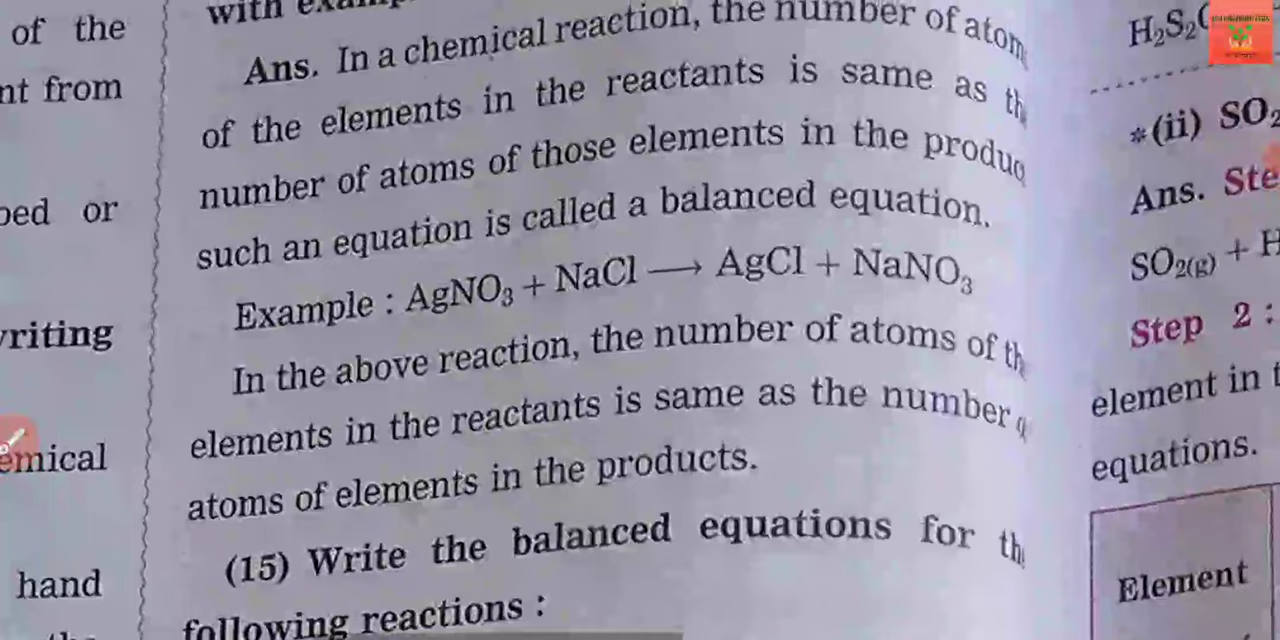 of the
nt from
ped or
writing
emical
hand
the
Ans. In a chemical reaction, the number of atom
of the elements in the reactants is same as th
number of atoms of those elements in the produc
such an equation is called a balanced equation.
Example : AgNO₃ + NaCl ⟶ AgCl + NaNO₃
In the above reaction, the number of atoms of th
elements in the reactants is same as the number
atoms of elements in the products.
(15) Write the balanced equations for th
following reactions :
H₂S₂
*(ii) SO₂
Ans. Ste
SO₂(g) + H
Step 2 :
element in t
equations.
Element